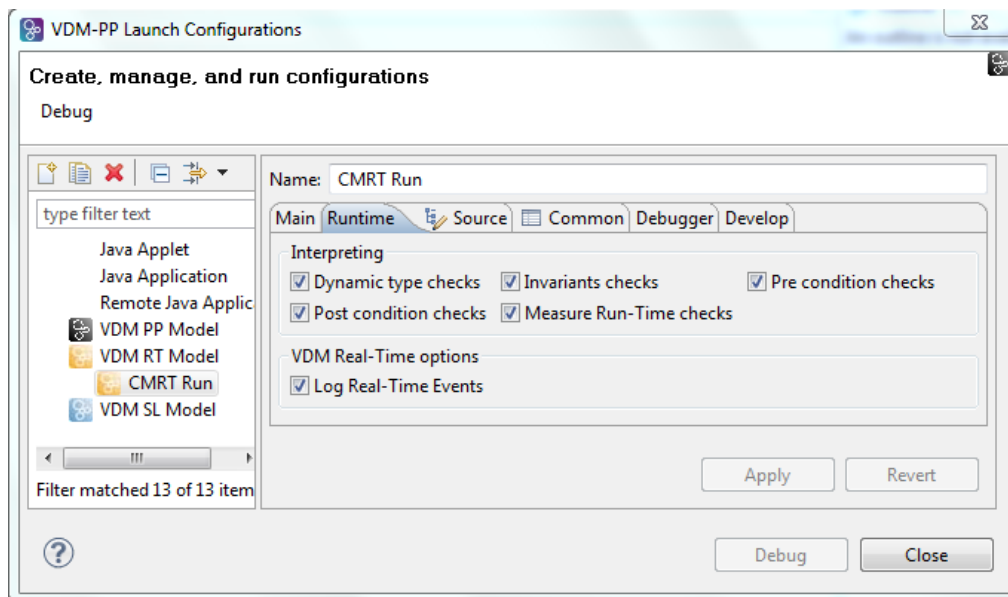 VDM-PP Launch Configurations
Create, manage, and run configurations
Debug
type filter text
Java Applet
Java Application
Remote Java Applic
VDM PP Model
VDM RT Model
CMRT Run
VDM SL Model
Filter matched 13 of 13 item
Name: CMRT Run
Main Runtime Source Common Debugger Develop
Interpreting
Dynamic type checks Invariants checks Pre condition checks
Post condition checks Measure Run-Time checks
VDM Real-Time options
Log Real-Time Events
Apply Revert
? Debug Close